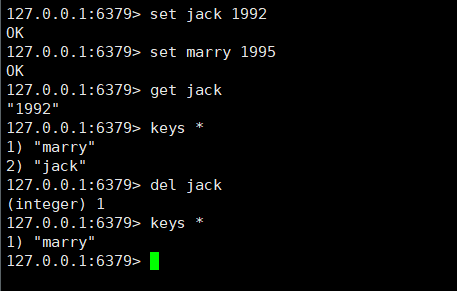 127.0.0.1:6379> set jack 1992
OK
127.0.0.1:6379> set marry 1995
OK
127.0.0.1:6379> get jack
"1992"
127.0.0.1:6379> keys *
1) "marry"
2) "jack"
127.0.0.1:6379> del jack
(integer) 1
127.0.0.1:6379> keys *
1) "marry"
127.0.0.1:6379>